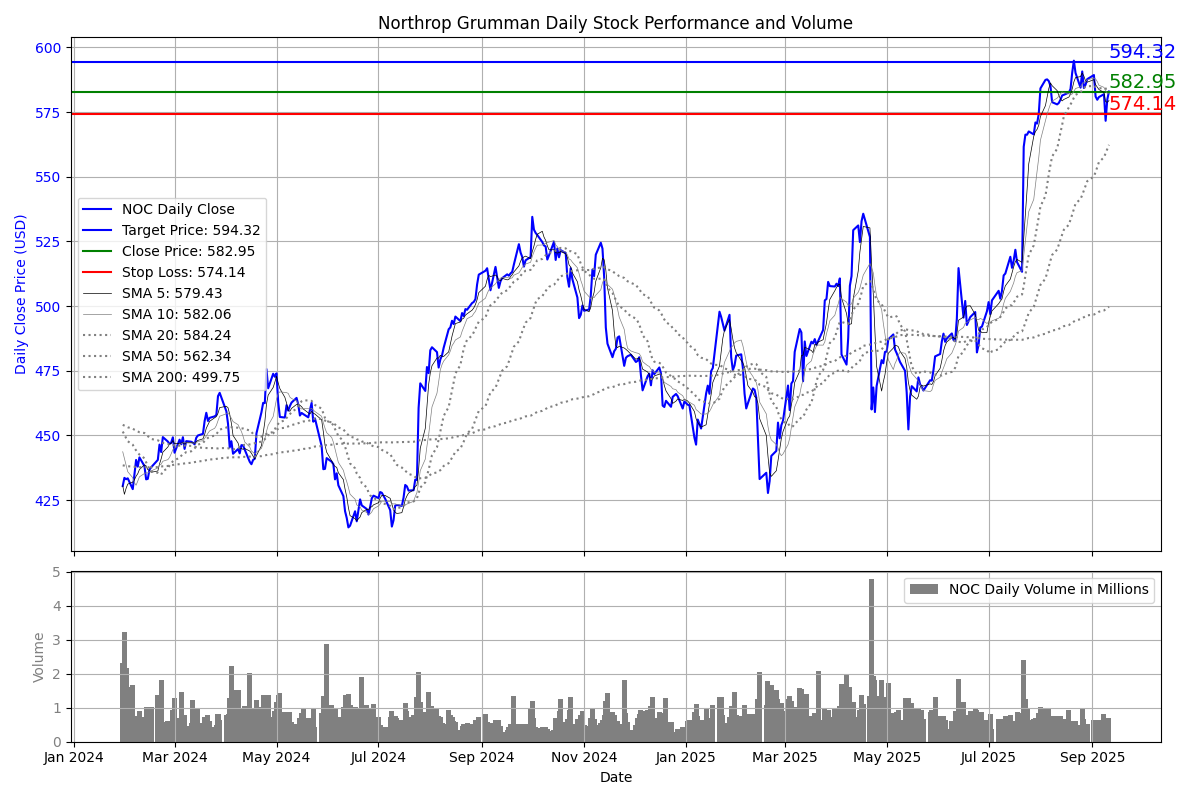 Northrop Grumman Daily Stock Performance and Volume
600
575
550
525
500
475
450
425
Daily Close Price (USD)
594.32
582.95
574.14
NOC Daily Close
Target Price: 594.32
Close Price: 582.95
Stop Loss: 574.14
SMA 5: 579.43
SMA 10: 582.06
SMA 20: 584.24
SMA 50: 562.34
SMA 200: 499.75
5
4
3
2
1
0
Volume
NOC Daily Volume in Millions
Jan 2024 Mar 2024 May 2024 Jul 2024 Sep 2024 Nov 2024 Jan 2025 Mar 2025 May 2025 Jul 2025 Sep 2025
Date